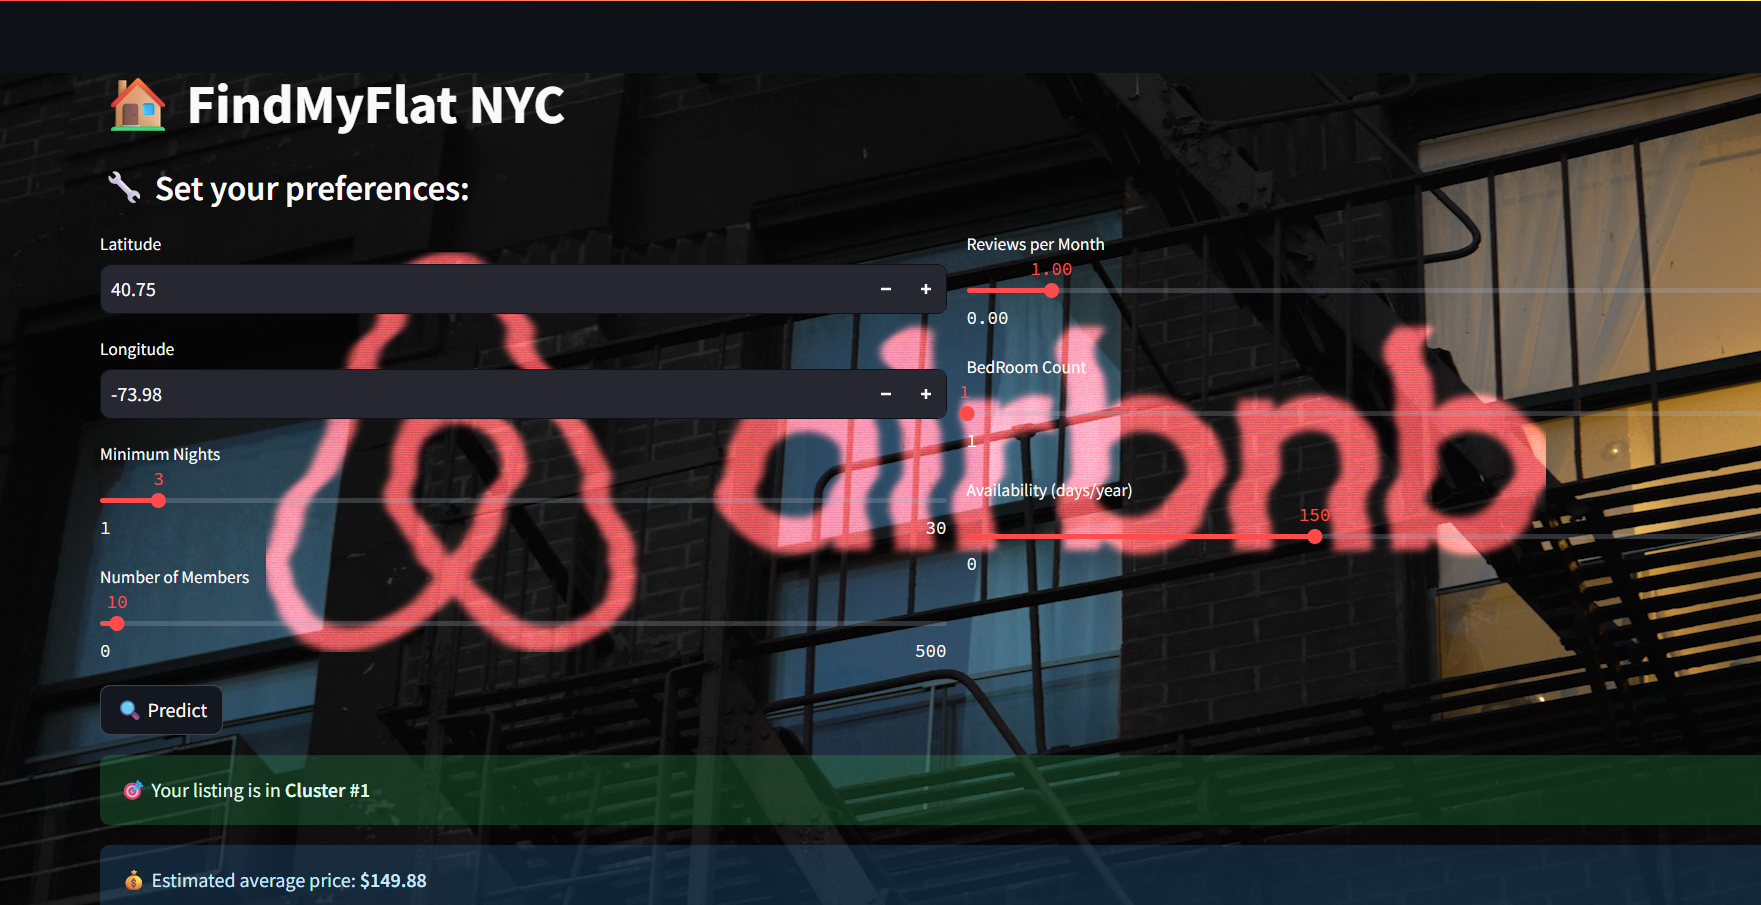 FindMyFlat NYC
Set your preferences:
Latitude
40.75
Longitude
-73.98
Minimum Nights
3
1 30
Number of Members
10
0 500
Reviews per Month
1.00
0.00
BedRoom Count
1
1
Availability (days/year)
150
0
airbnb
Predict
Your listing is in Cluster #1
Estimated average price: $149.88